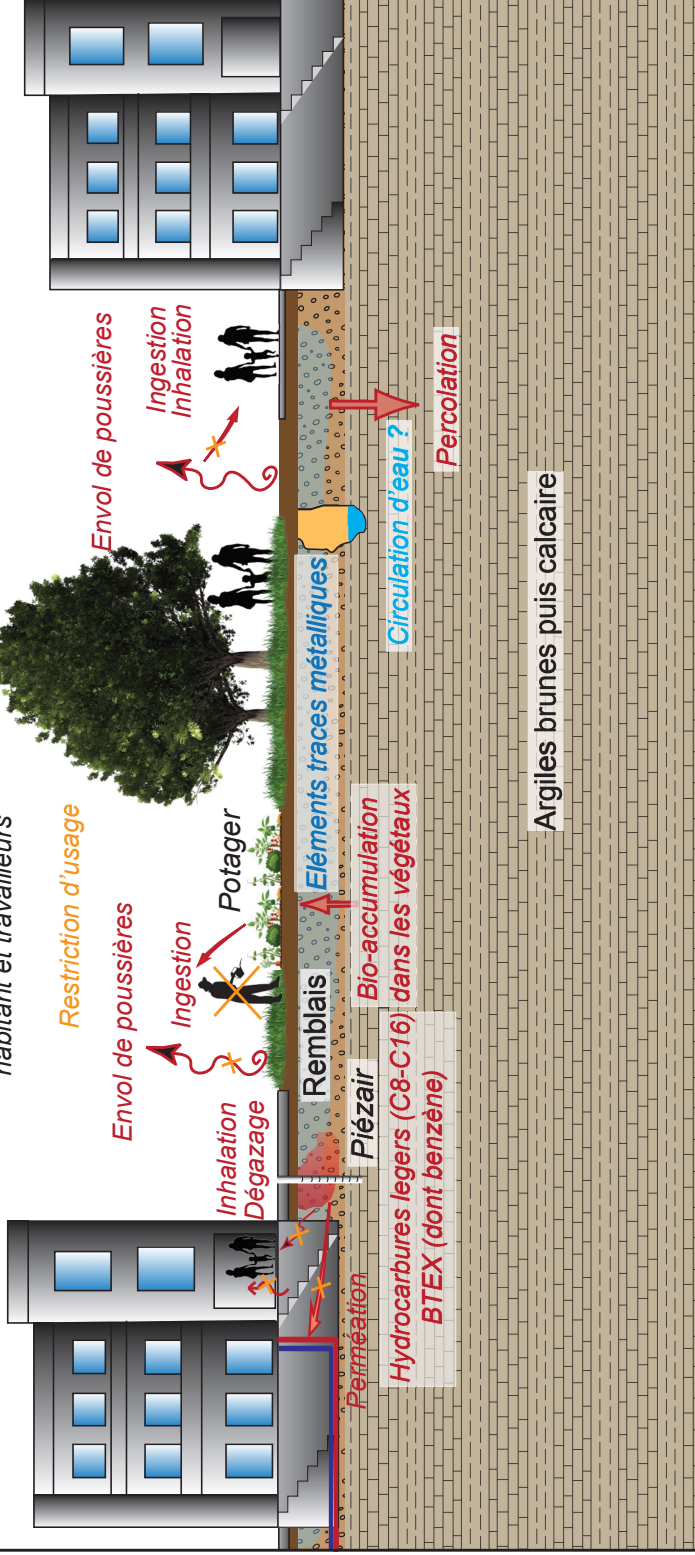 habitant et travailleurs
Restriction d'usage
Envol de poussières
Ingestion
Potager
Inhalation
Dégazage
Envol de poussières
Ingestion
Inhalation
Remblais
Eléments traces métalliques
Piézair
Perméation
Hydrocarbures legers (C8-C16)
BTEX (dont benzène)
Bio-accumulation
dans les végétaux
Circulation d'eau ?
Percolation
Argiles brunes puis calcaire